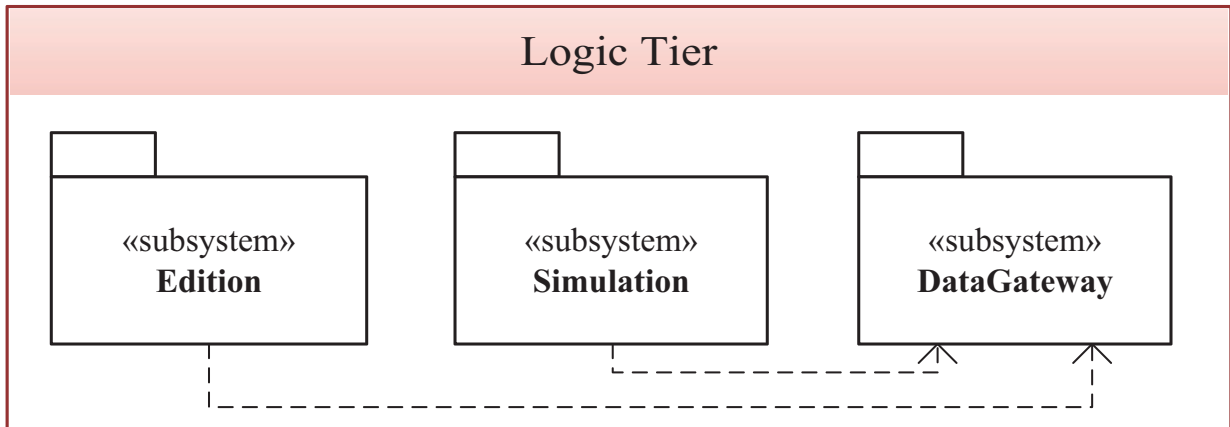 Logic Tier
«subsystem»
Edition
«subsystem»
Simulation
«subsystem»
DataGateway